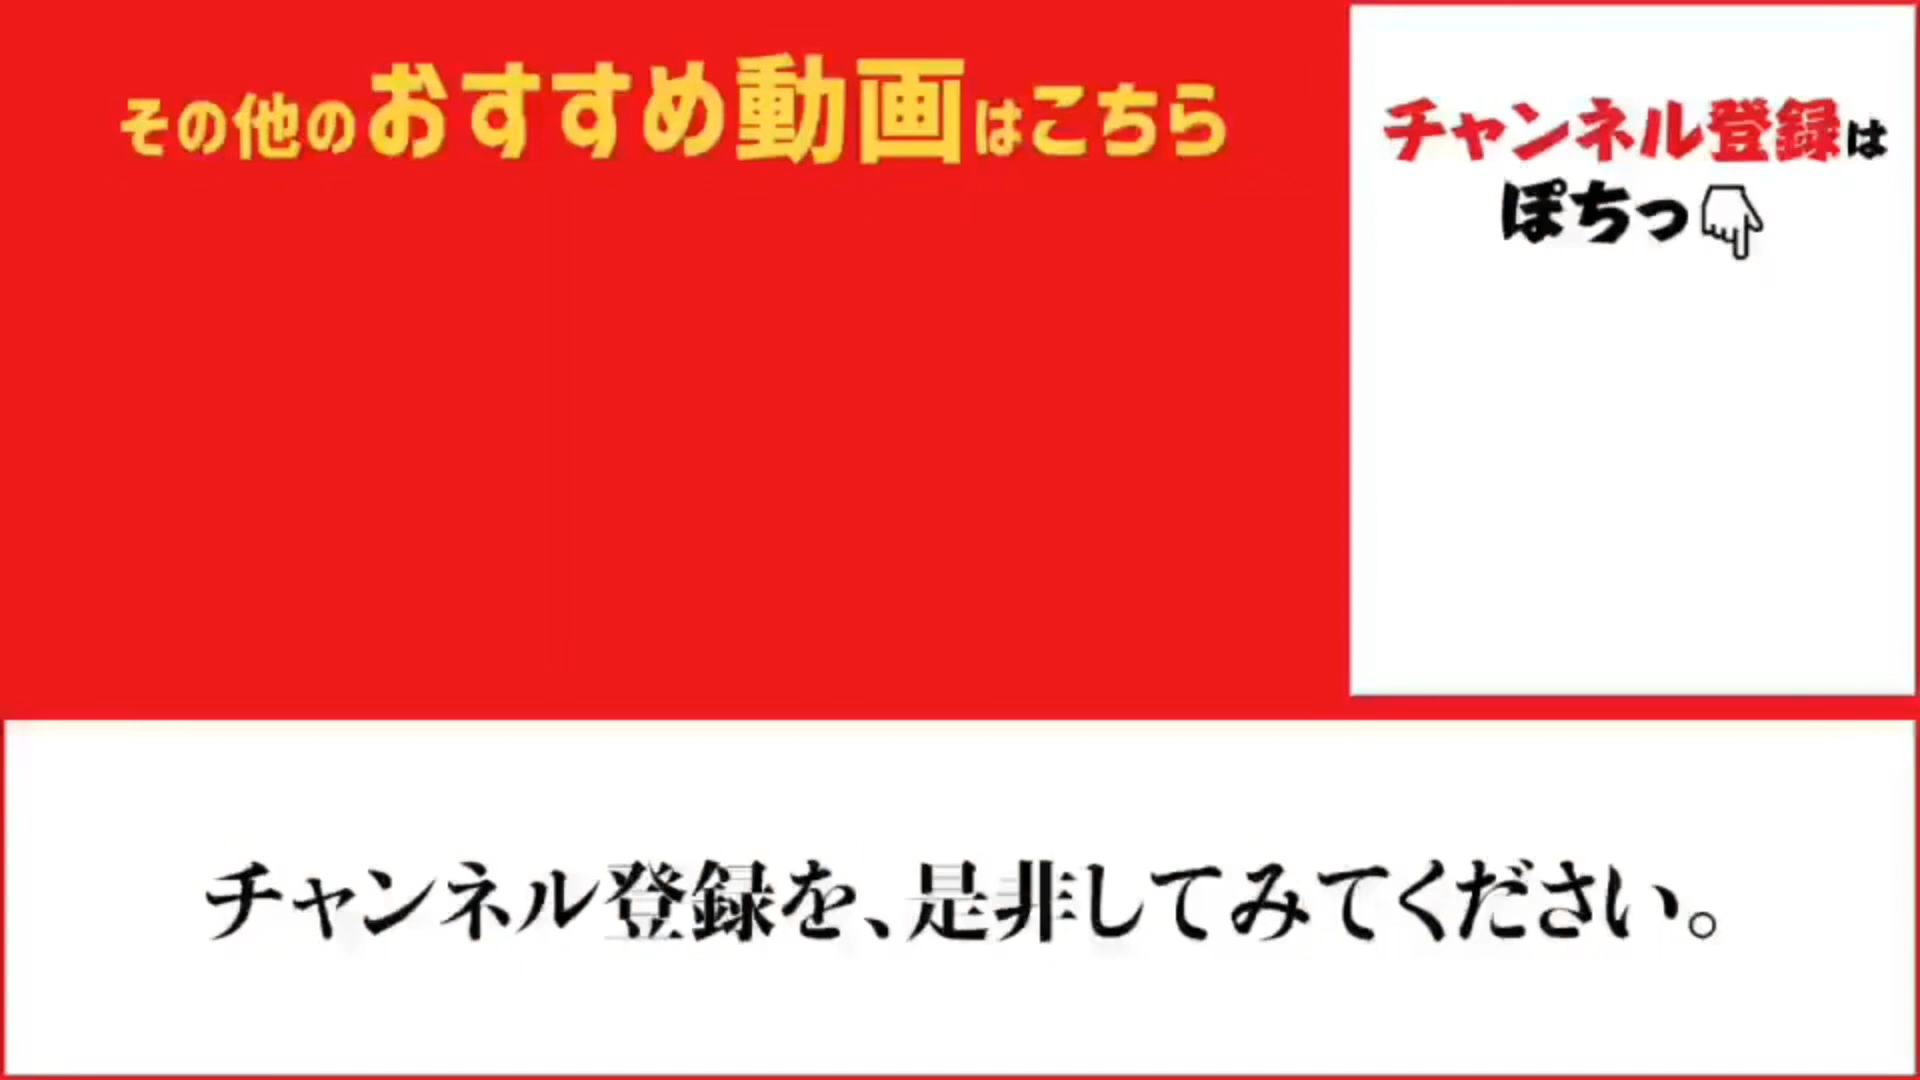 その他のおすすめ動画はこちら
チャンネル登録は
ぽちっ
チャンネル登録を、是非してみてください。